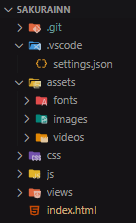 SAKURAINN
.git
.vscode
settings.json
assets
fonts
images
videos
css
js
views
index.html